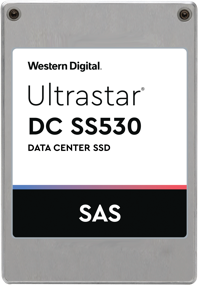 Western Digital.
Ultrastar®
DC SS530
DATA CENTER SSD
SAS